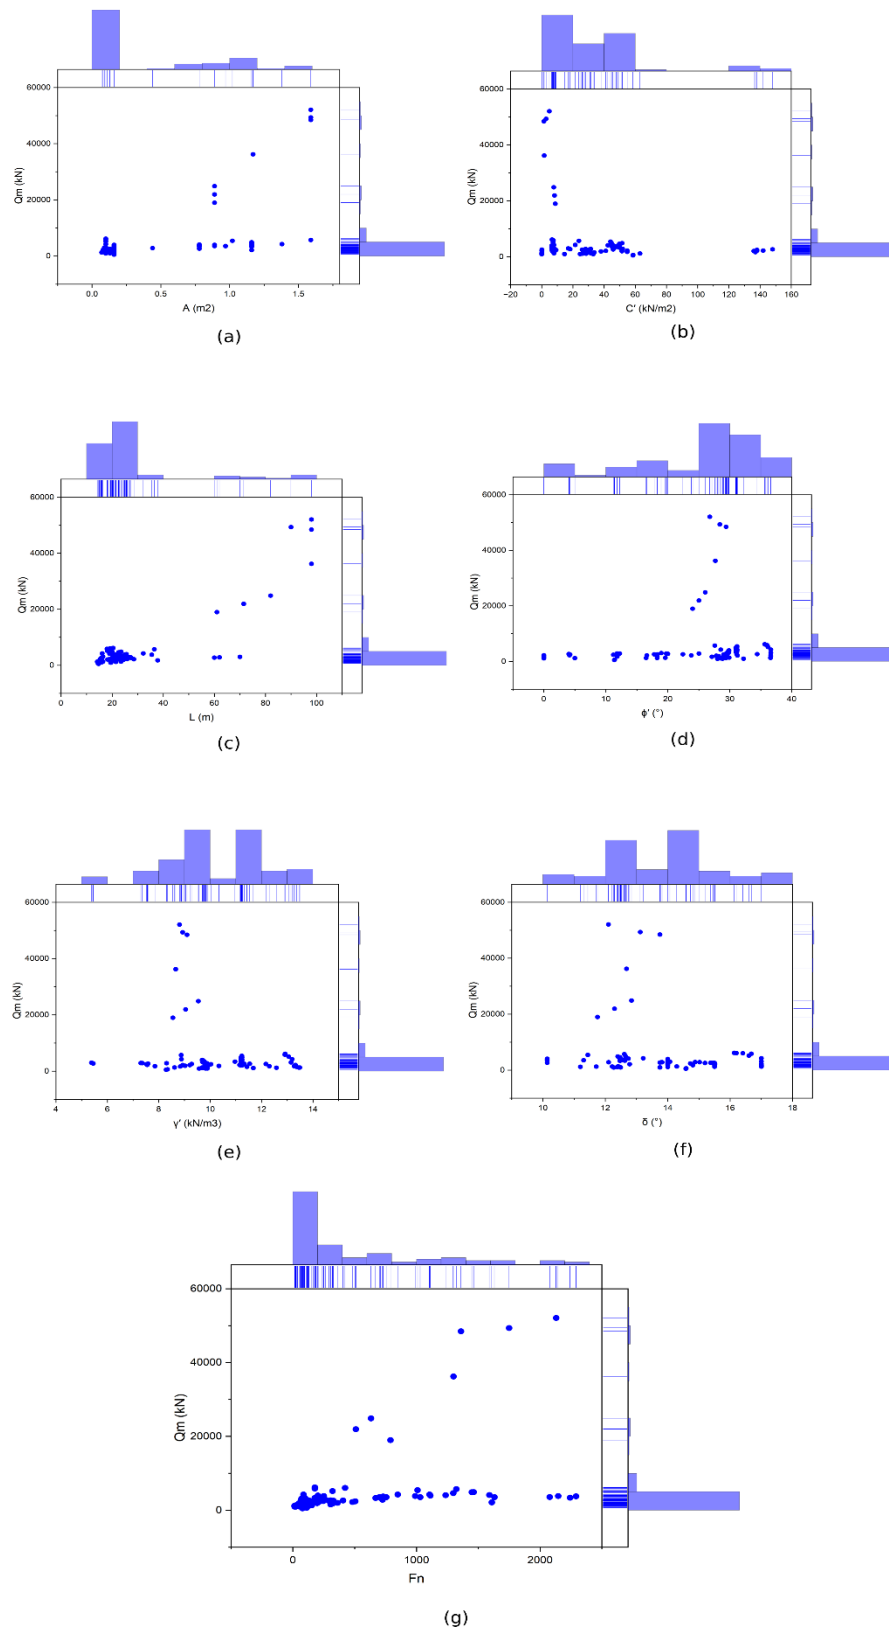 60000
40000
20000
0
Qm (kN)
0.0 0.5 1.0 1.5
A (m2)
(a)
60000
40000
20000
0
Qm (kN)
−20 0 20 40 60 80 100 120 140 160
C' (kN/m2)
(b)
60000
40000
20000
0
Qm (kN)
0 20 40 60 80 100
L (m)
(c)
60000
40000
20000
0
Qm (kN)
0 10 20 30 40
ϕ' (°)
(d)
60000
40000
20000
0
Qm (kN)
4 6 8 10 12 14
γ' (kN/m3)
(e)
60000
40000
20000
0
Qm (kN)
10 12 14 16 18
δ (°)
(f)
60000
40000
20000
0
Qm (kN)
0 1000 2000
Fn
(g)